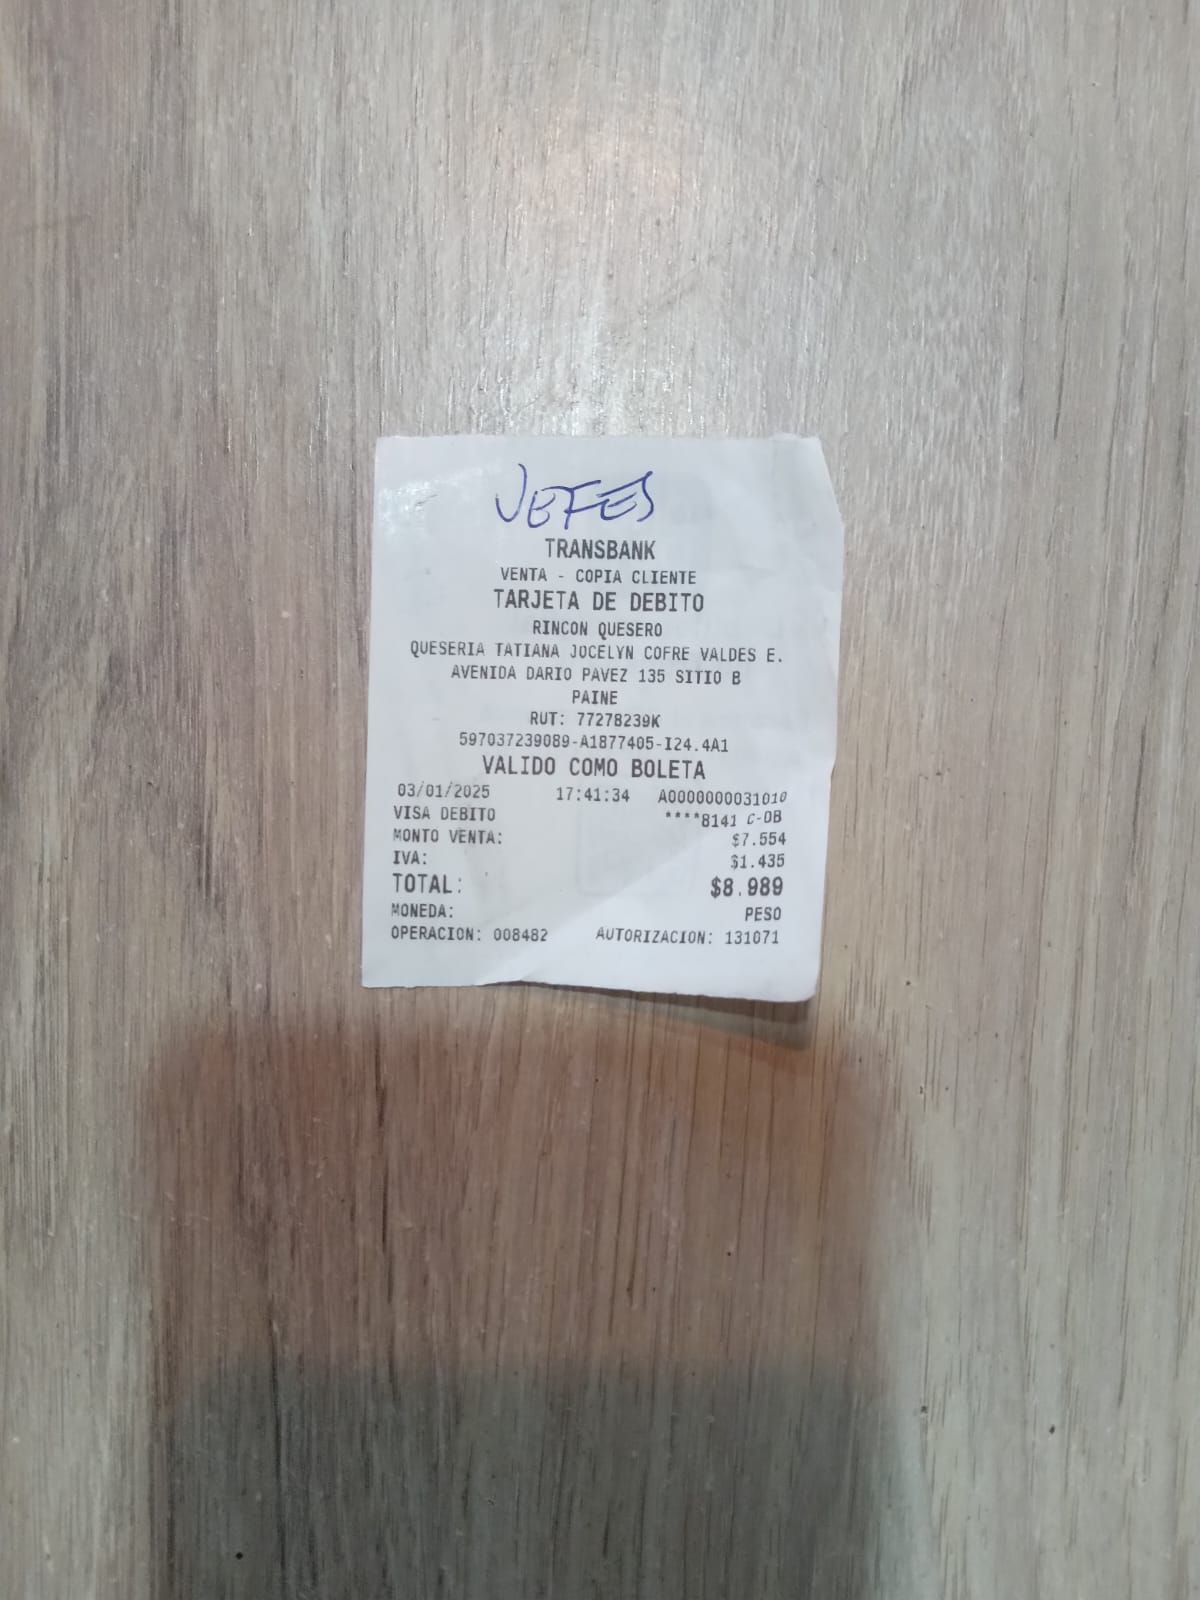 JEFES
TRANSBANK
VENTA - COPIA CLIENTE
TARJETA DE DEBITO
RINCON QUESERO
QUESERIA TATIANA JOCELYN COFRE VALDES E.
AVENIDA DARIO PAVEZ 135 SITIO B
PAINE
RUT: 77278239K
597037239089-A1877405-I24.4A1
VALIDO COMO BOLETA
03/01/2025 17:41:34 A0000000031010
VISA DEBITO ****8141 C-DB
MONTO VENTA: $7.554
IVA: $1.435
TOTAL: $8.989
MONEDA: PESO
OPERACION: 008482 AUTORIZACION: 131071